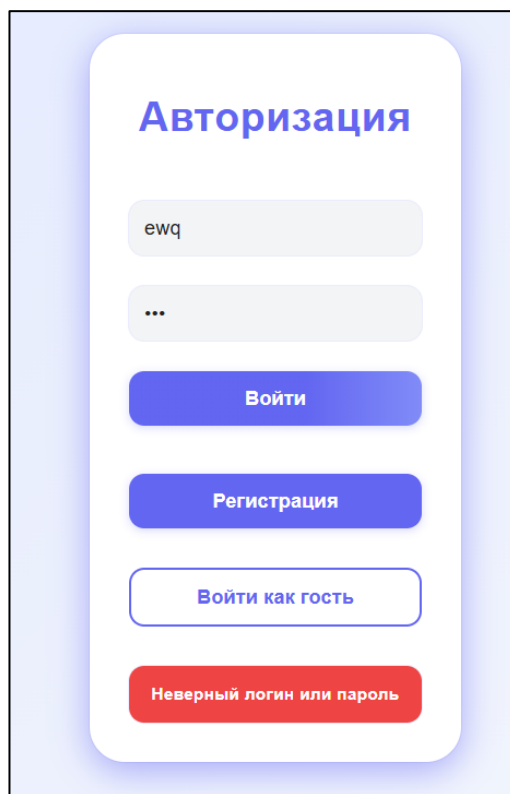 Авторизация
ewq
•••
Войти
Регистрация
Войти как гость
Неверный логин или пароль